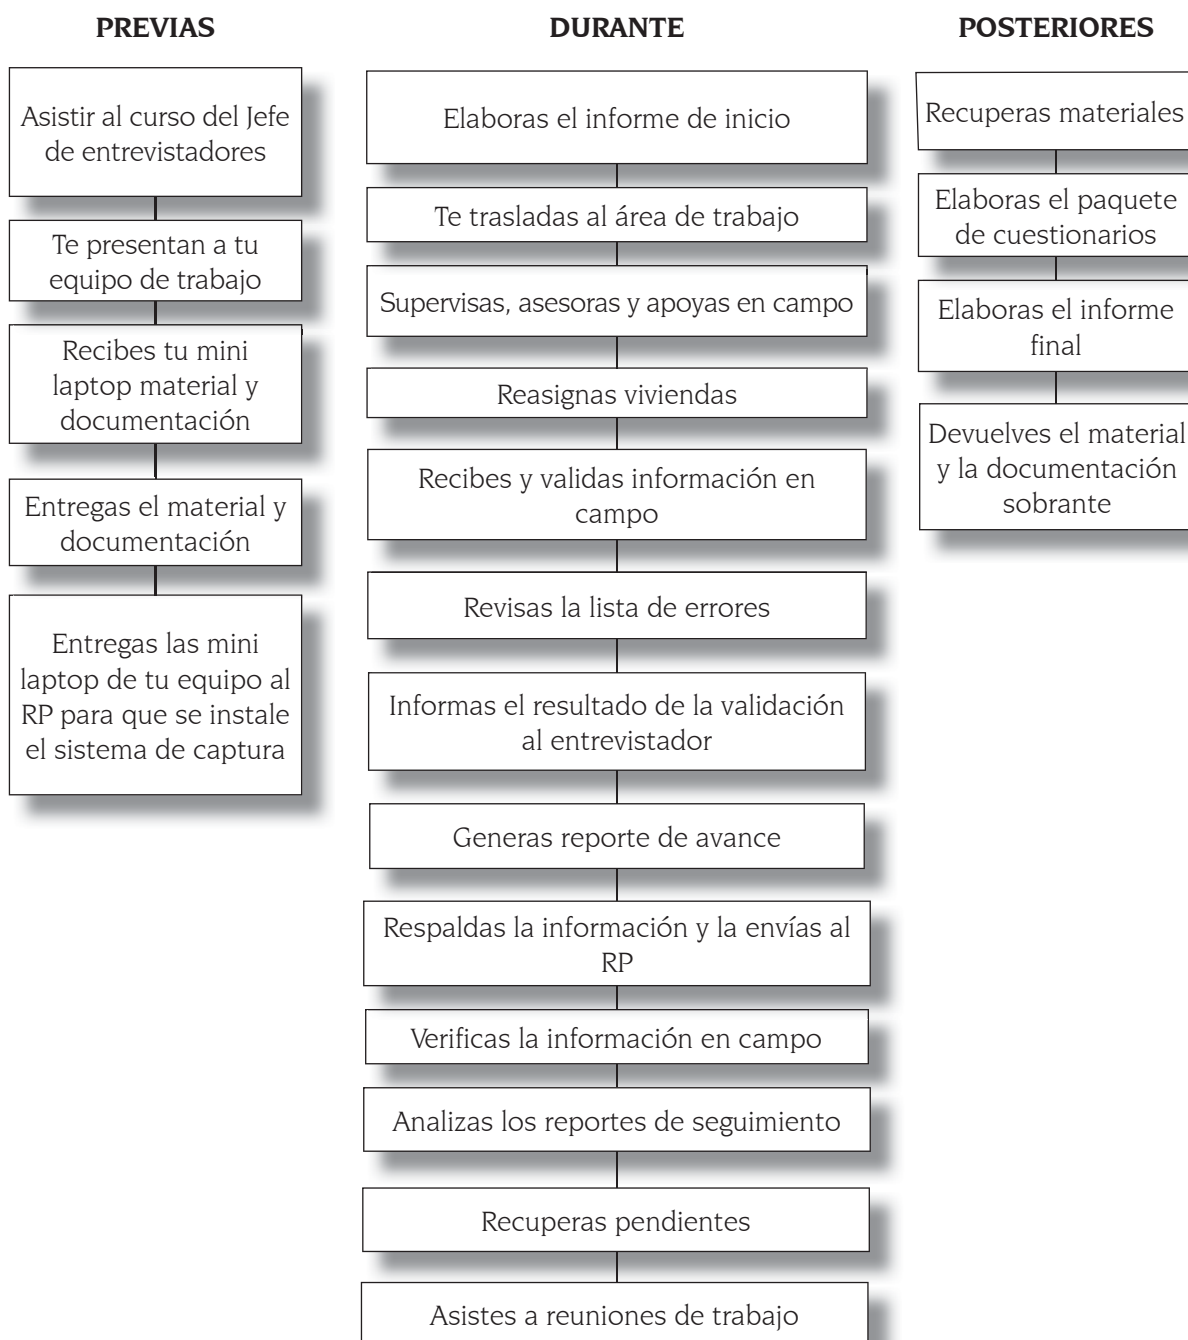 PREVIAS
Asistir al curso del Jefe
de entrevistadores
Te presentan a tu
equipo de trabajo
Recibes tu mini
laptop material y
documentación
Entregas el material y
documentación
Entregas las mini
laptop de tu equipo al
RP para que se instale
el sistema de captura
DURANTE
Elaboras el informe de inicio
Te trasladas al área de trabajo
Supervisas, asesoras y apoyas en campo
Reasignas viviendas
Recibes y validas información en
campo
Revisas la lista de errores
Informas el resultado de la validación
al entrevistador
Generas reporte de avance
Respaldas la información y la envías al
RP
Verificas la información en campo
Analizas los reportes de seguimiento
Recuperas pendientes
Asistes a reuniones de trabajo
POSTERIORES
Recuperas materiales
Elaboras el paquete
de cuestionarios
Elaboras el informe
final
Devuelves el material
y la documentación
sobrante